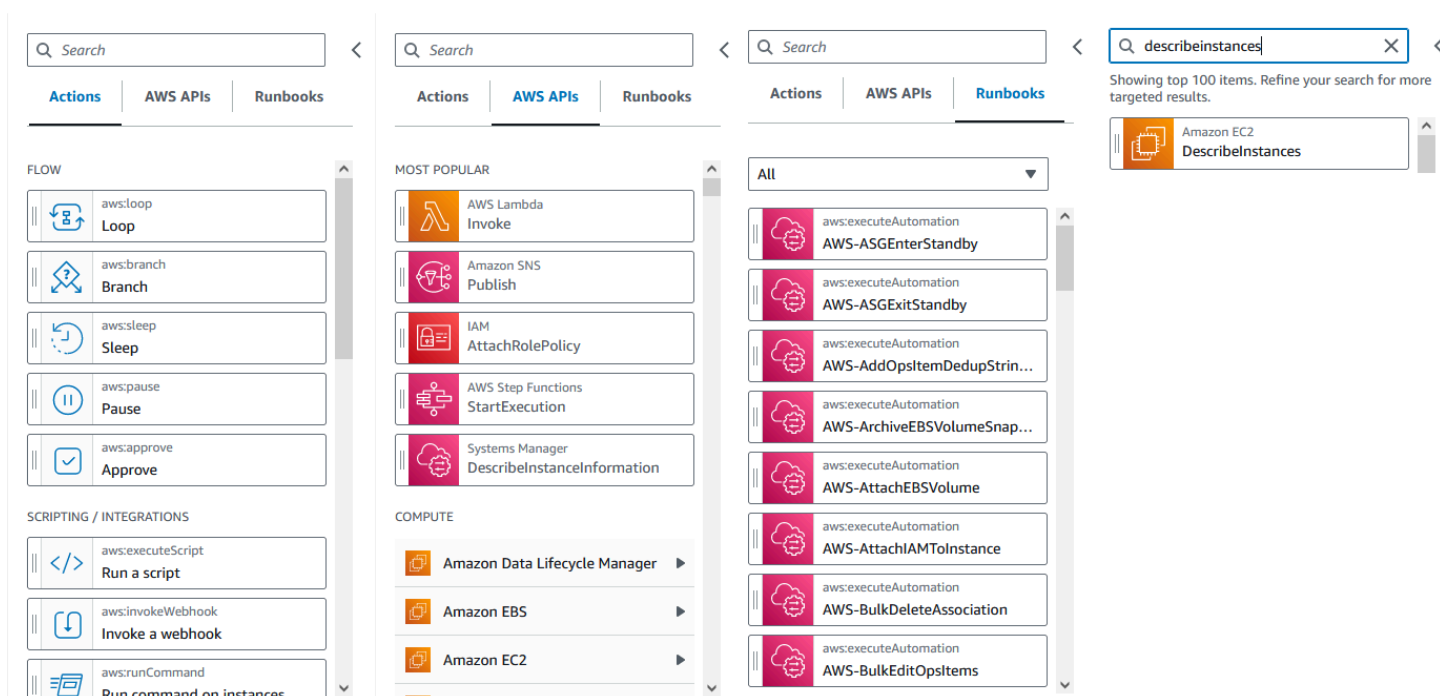 Search
Actions
AWS APIs
Runbooks
FLOW
aws:loop
Loop
aws:branch
Branch
aws:sleep
Sleep
aws:pause
Pause
aws:approve
Approve
SCRIPTING / INTEGRATIONS
aws:executeScript
Run a script
aws:invokeWebhook
Invoke a webhook
aws:runCommand
Run command on instances
Search
Actions
AWS APIs
Runbooks
MOST POPULAR
AWS Lambda
Invoke
Amazon SNS
Publish
IAM
AttachRolePolicy
AWS Step Functions
StartExecution
Systems Manager
DescribeInstanceInformation
COMPUTE
Amazon Data Lifecycle Manager
Amazon EBS
Amazon EC2
Search
Actions
AWS APIs
Runbooks
All
aws:executeAutomation
AWS-ASGEnterStandby
aws:executeAutomation
AWS-ASGExitStandby
aws:executeAutomation
AWS-AddOpsItemDedupStrin...
aws:executeAutomation
AWS-ArchiveEBSVolumeSnap...
aws:executeAutomation
AWS-AttachEBSVolume
aws:executeAutomation
AWS-AttachIAMToInstance
aws:executeAutomation
AWS-BulkDeleteAssociation
aws:executeAutomation
AWS-BulkEditOpsItems
describeinstances
Showing top 100 items. Refine your search for more
targeted results.
Amazon EC2
DescribeInstances